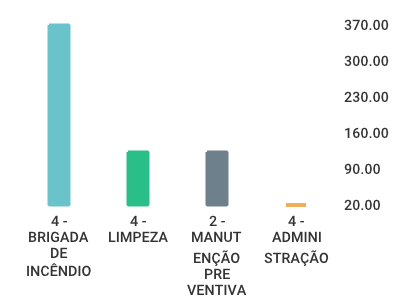 370.00
300.00
230.00
160.00
90.00
20.00
4 -
BRIGADA
DE
INCÊNDIO
4 -
LIMPEZA
2 -
MANUT
ENÇÃO
PRE
VENTIVA
4 -
ADMINI
STRAÇÃO